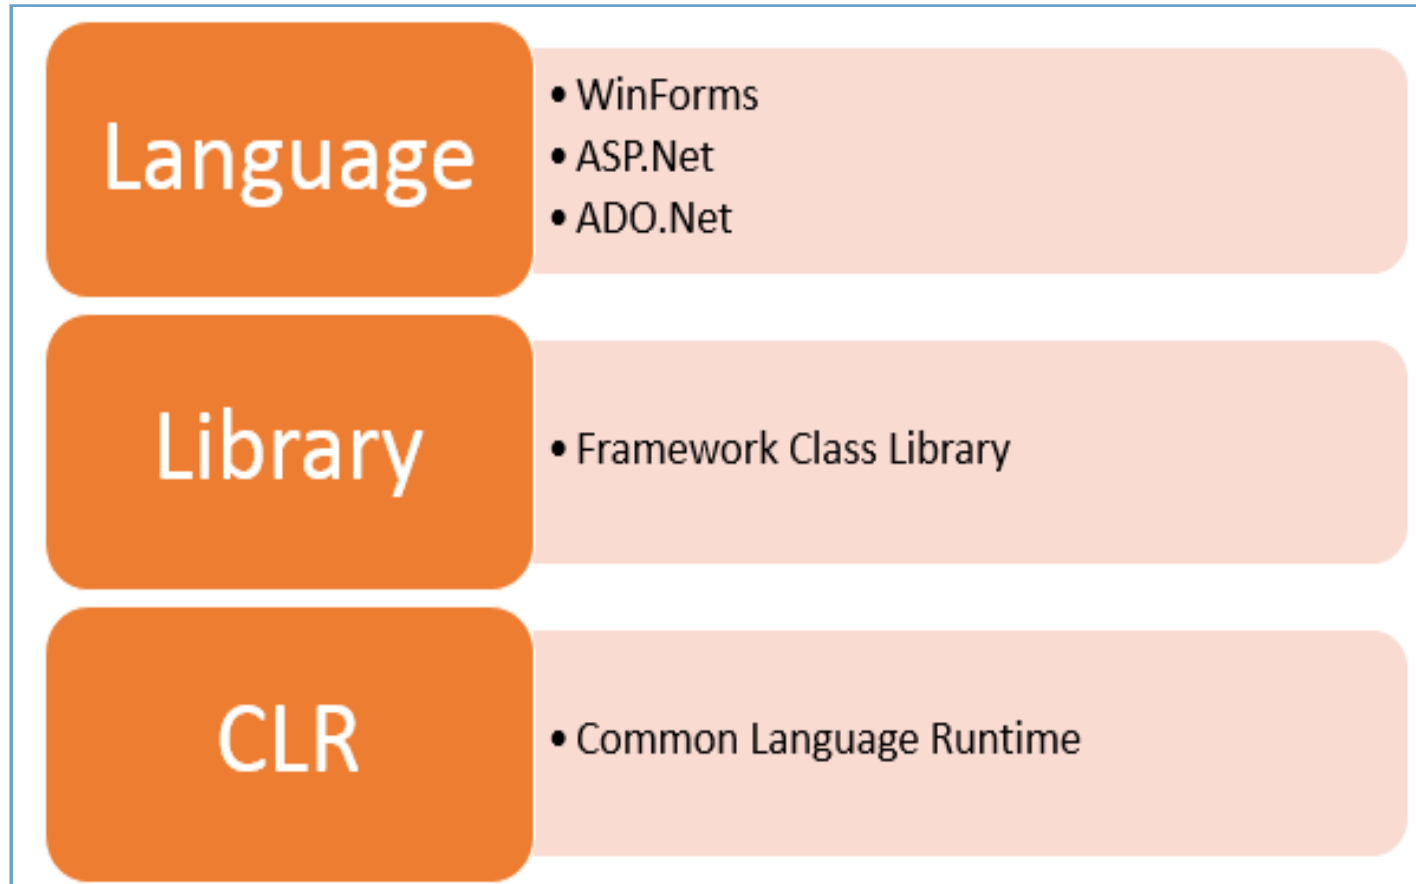 Language
• WinForms
• ASP.Net
• ADO.Net
Library
• Framework Class Library
CLR
• Common Language Runtime